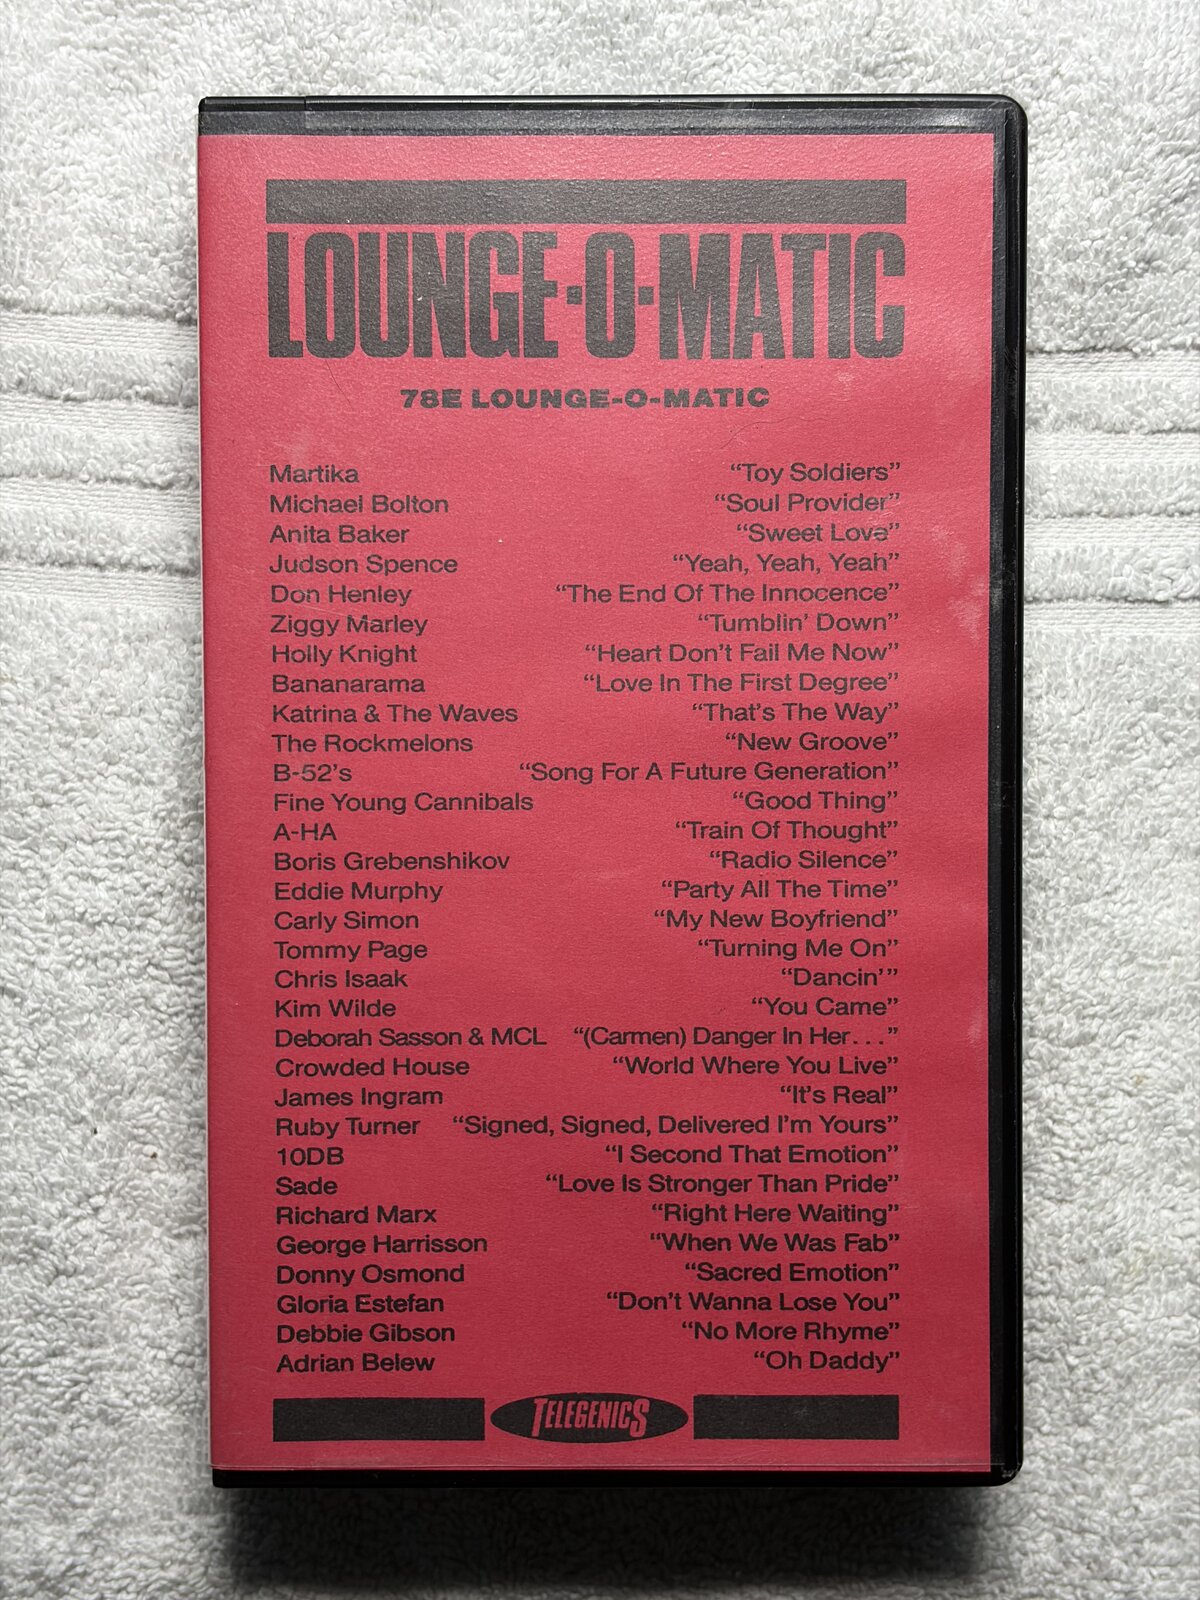 LOUNGE-O-MATIC
78E LOUNGE-O-MATIC
Martika “Toy Soldiers”
Michael Bolton “Soul Provider”
Anita Baker “Sweet Love”
Judson Spence “Yeah, Yeah, Yeah”
Don Henley “The End Of The Innocence”
Ziggy Marley “Tumblin’ Down”
Holly Knight “Heart Don’t Fail Me Now”
Bananarama “Love In The First Degree”
Katrina & The Waves “That’s The Way”
The Rockmelons “New Groove”
B-52’s “Song For A Future Generation”
Fine Young Cannibals “Good Thing”
A-HA “Train Of Thought”
Boris Grebenshikov “Radio Silence”
Eddie Murphy “Party All The Time”
Carly Simon “My New Boyfriend”
Tommy Page “Turning Me On”
Chris Isaak “Dancin’”
Kim Wilde “You Came”
Deborah Sasson & MCL “(Carmen) Danger In Her . . . ”
Crowded House “World Where You Live”
James Ingram “It’s Real”
Ruby Turner “Signed, Signed, Delivered I’m Yours”
10DB “I Second That Emotion”
Sade “Love Is Stronger Than Pride”
Richard Marx “Right Here Waiting”
George Harrisson “When We Was Fab”
Donny Osmond “Sacred Emotion”
Gloria Estefan “Don’t Wanna Lose You”
Debbie Gibson “No More Rhyme”
Adrian Belew “Oh Daddy”
TELEGENICS